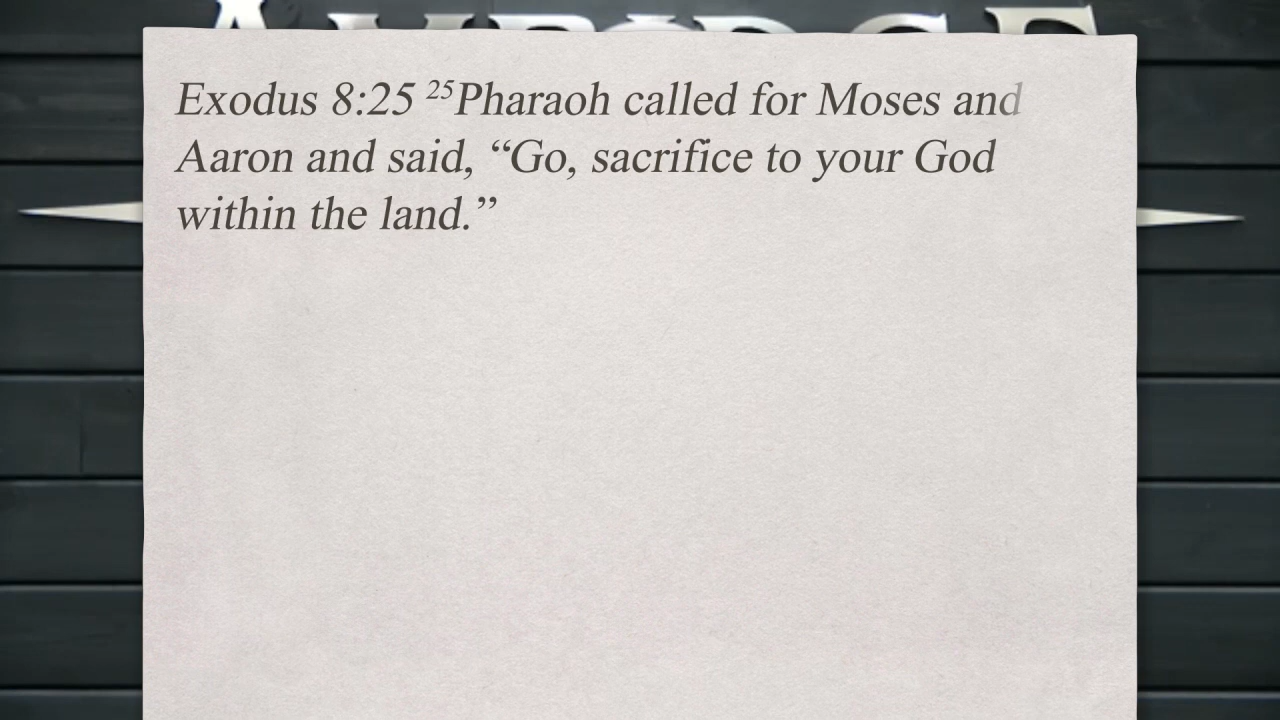 Exodus 8:25 ²⁵Pharaoh called for Moses and
Aaron and said, “Go, sacrifice to your God
within the land.”